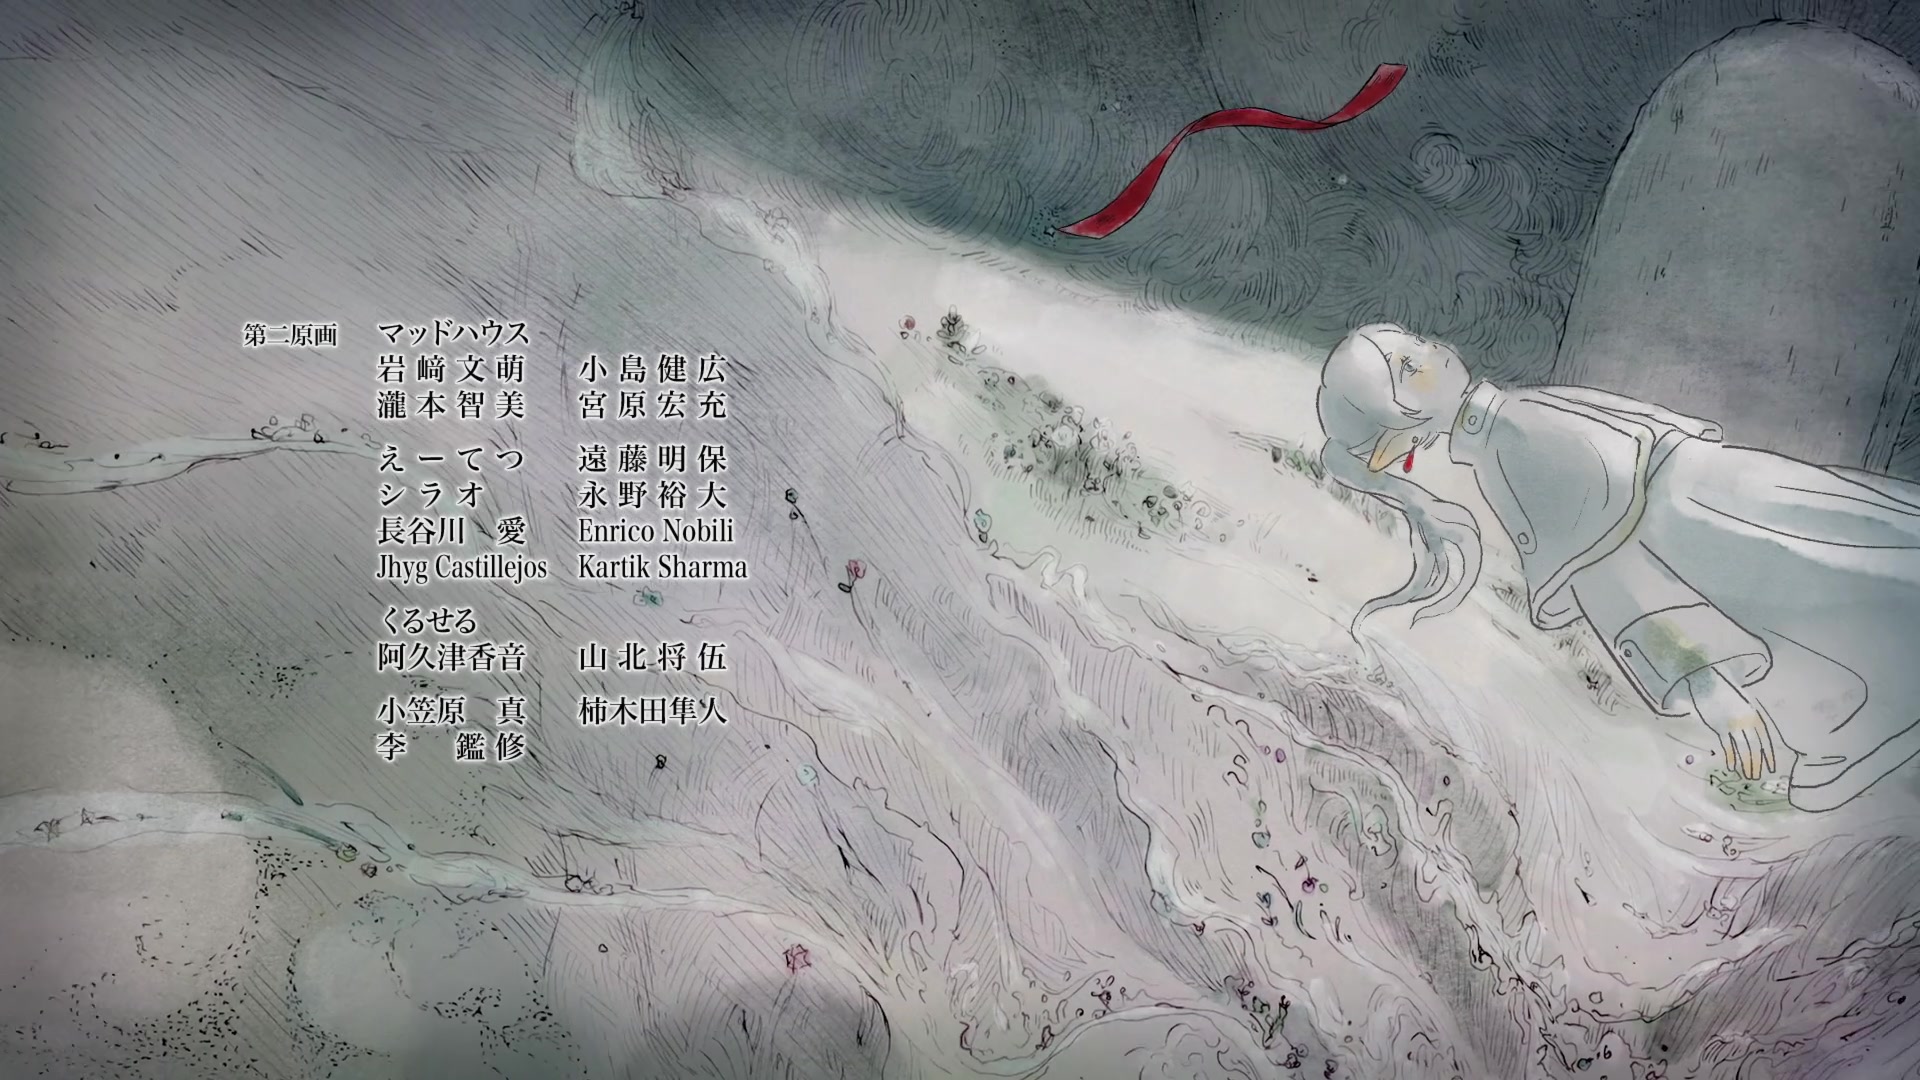 第二原画 マッドハウス
岩﨑文萌 小島健広
瀧本智美 宮原宏充
えーてつ 遠藤明保
シラオ 永野裕大
長谷川 愛 Enrico Nobili
Jhyg Castillejos Kartik Sharma
くるせる
阿久津香音 山北将伍
小笠原 真 柿木田隼人
李 鑑修